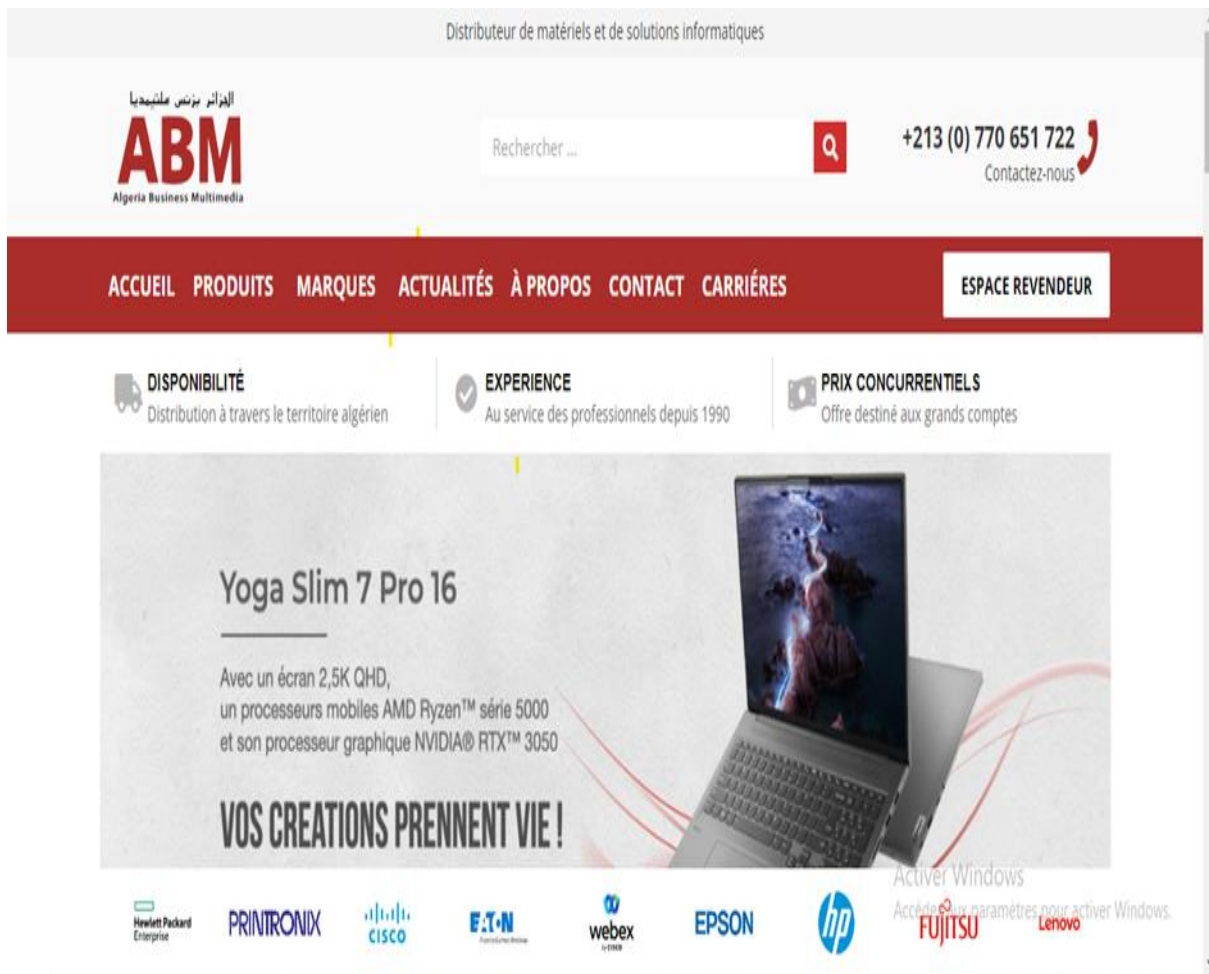 Distributeur de matériels et de solutions informatiques
الجزائر بزنس ملتيميديا
ABM
Algeria Business Multimedia
Rechercher ...
+213 (0) 770 651 722
Contactez-nous
ACCUEIL PRODUITS MARQUES ACTUALITÉS À PROPOS CONTACT CARRIÉRES
ESPACE REVENDEUR
DISPONIBILITÉ
Distribution à travers le territoire algérien
EXPERIENCE
Au service des professionnels depuis 1990
PRIX CONCURRENTIELS
Offre destiné aux grands comptes
Yoga Slim 7 Pro 16
Avec un écran 2,5K QHD,
un processeurs mobiles AMD Ryzen™ série 5000
et son processeur graphique NVIDIA® RTX™ 3050
VOS CREATIONS PRENNENT VIE !
Activer Windows
Accédez aux paramètres pour activer Windows.
Hewlett Packard
Enterprise
PRINTRONIX
CISCO
EATON
webex
by CISCO
EPSON
hp
FUJITSU
Lenovo